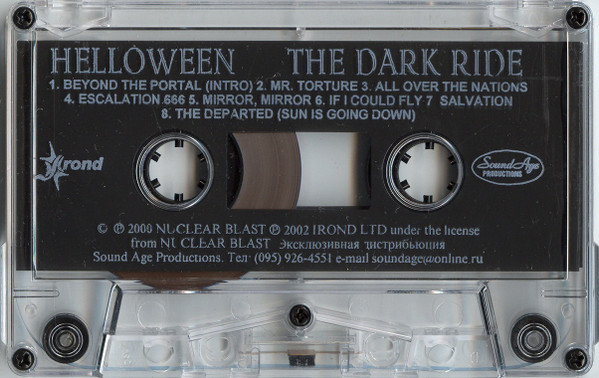 HELLOWEEN THE DARK RIDE
1. BEYOND THE PORTAL (INTRO) 2. MR. TORTURE 3. ALL OVER THE NATIONS
4. ESCALATION 666 5. MIRROR, MIRROR 6. IF I COULD FLY 7 SALVATION
8. THE DEPARTED (SUN IS GOING DOWN)
Irond
Sound Age
PRODUCTIONS
© ℗ 2000 NUCLEAR BLAST ℗ 2002 IROND LTD under the license
from NUCLEAR BLAST Эксклюзивная дистрибьюция
Sound Age Productions. Тел (095) 926-4551 e-mail soundage@online.ru